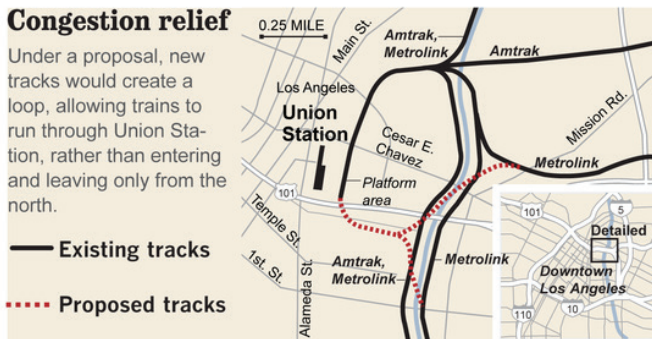 Congestion relief
Under a proposal, new
tracks would create a
loop, allowing trains to
run through Union Sta-
tion, rather than entering
and leaving only from the
north.
Existing tracks
Proposed tracks
0.25 MILE
Main St.
Amtrak,
Metrolink
Amtrak
Los Angeles
Union
Station
Cesar E.
Chavez
Mission Rd.
Metrolink
Platform
area
101
Temple St.
1st. St.
Alameda St.
Amtrak,
Metrolink
Metrolink
101
5
Detailed
Downtown
Los Angeles
110
10